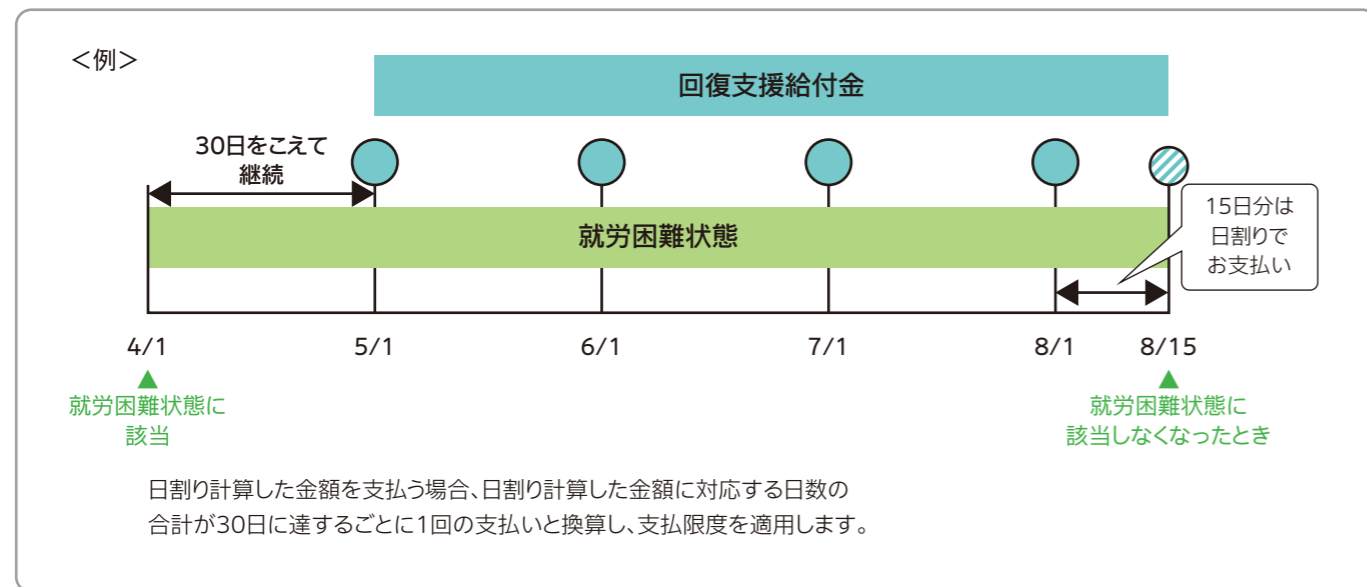 ＜例＞
回復支援給付金
30日をこえて
継続
就労困難状態
15日分は
日割りで
お支払い
4/1
5/1
6/1
7/1
8/1
8/15
就労困難状態に
該当
就労困難状態に
該当しなくなったとき
日割り計算した金額を支払う場合、日割り計算した金額に対応する日数の
合計が30日に達するごとに1回の支払いと換算し、支払限度を適用します。